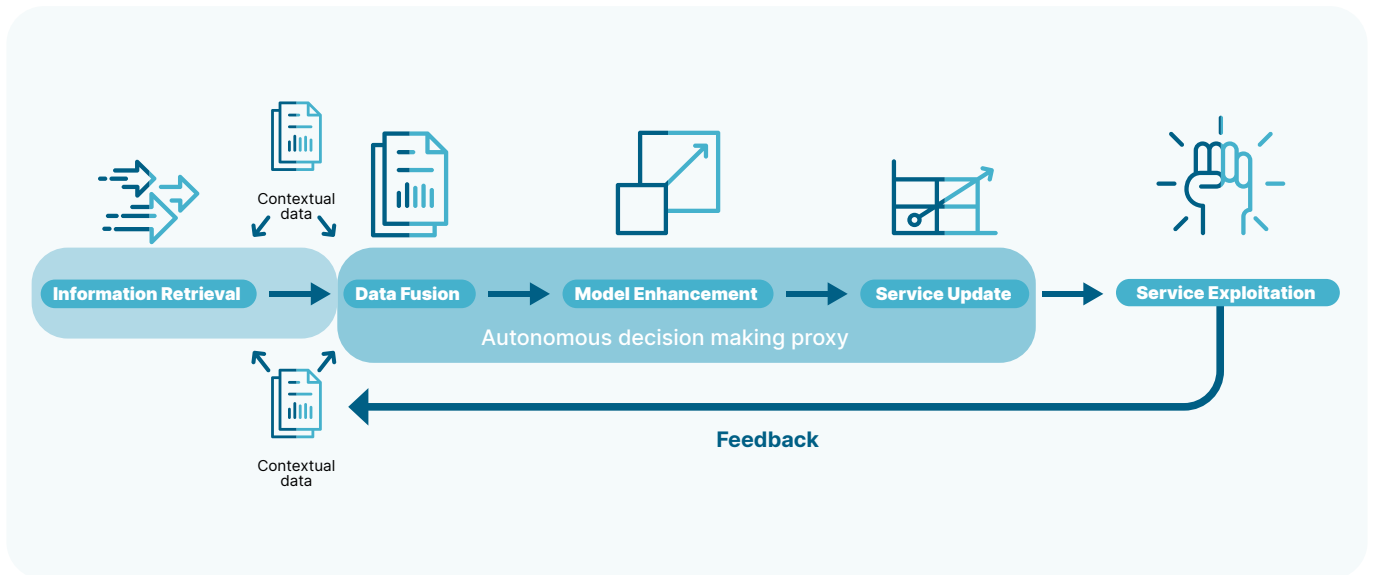 Contextual
data
Information Retrieval
Data Fusion
Model Enhancement
Service Update
Service Exploitation
Autonomous decision making proxy
Feedback
Contextual
data